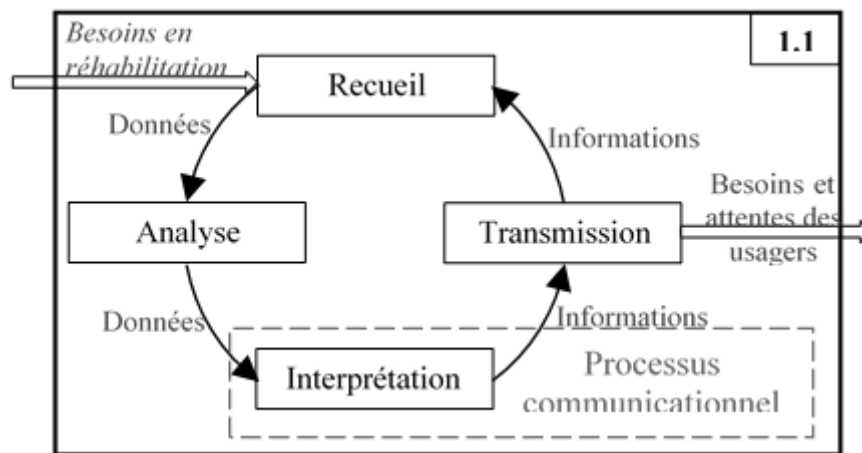 Besoins en
réhabilitation
1.1
Recueil
Données
Informations
Analyse
Transmission
Besoins et
attentes des
usagers
Données
Informations
Interprétation
Processus
communicationnel